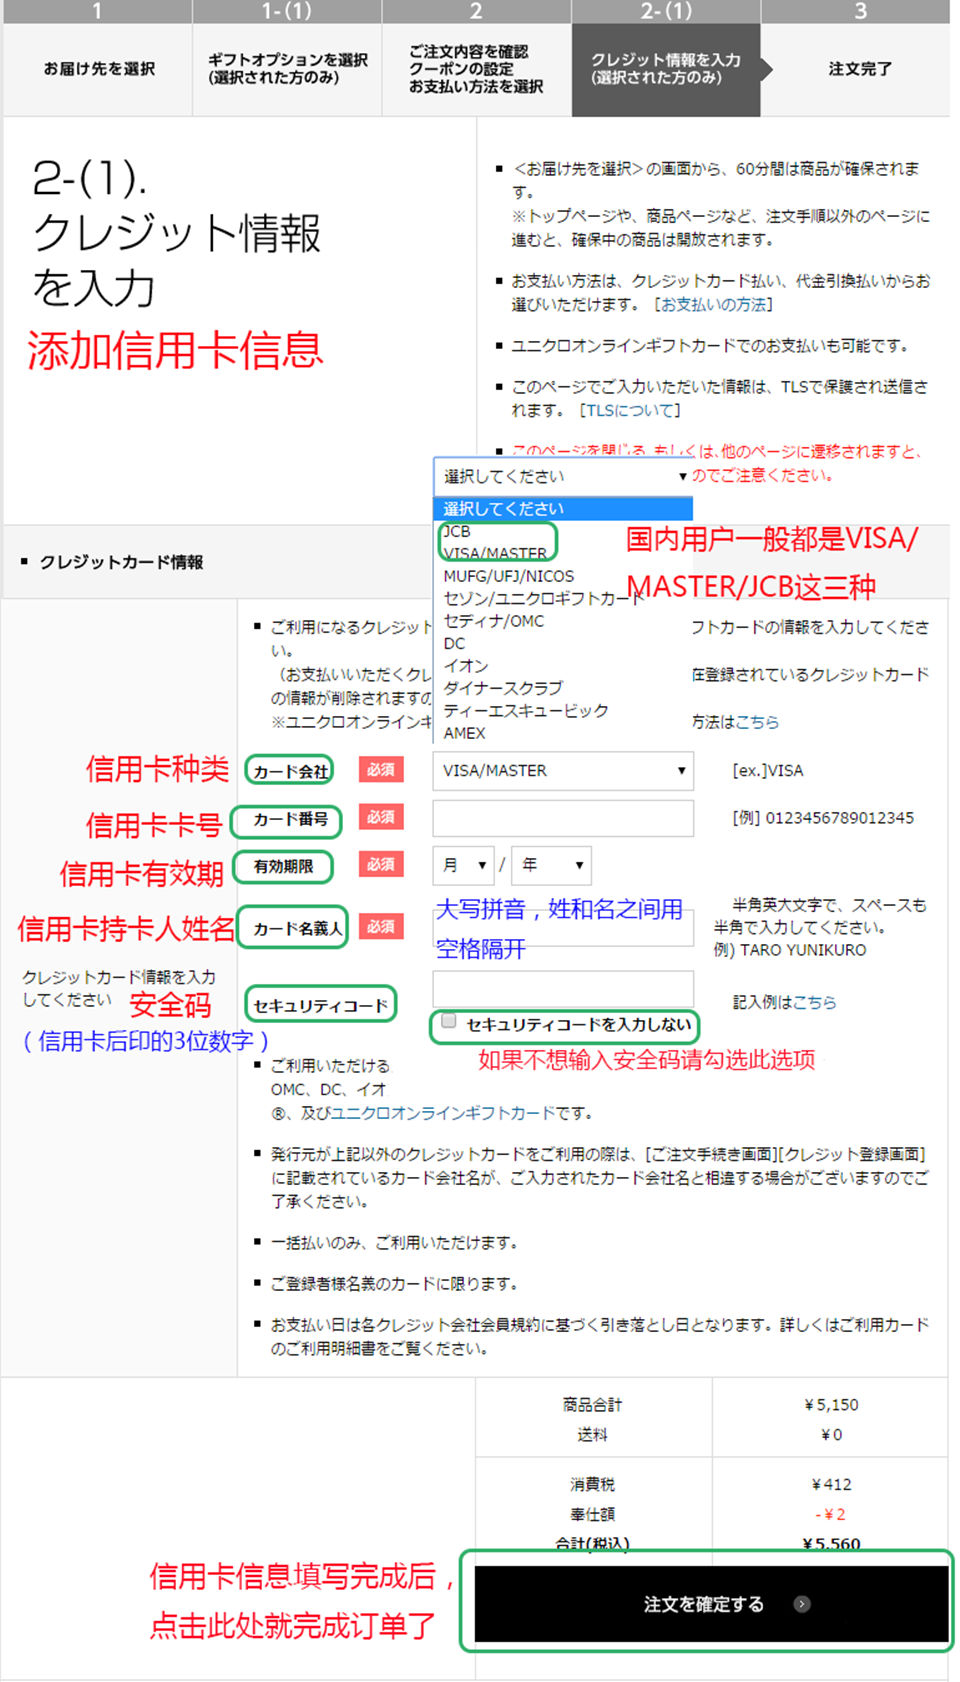 1
1-(1)
2
2-(1)
3
お届け先を選択
ギフトオプションを選択
(選択された方のみ)
ご注文内容を確認
クーポンの設定
お支払い方法を選択
クレジット情報を入力
(選択された方のみ)
注文完了
2-(1).
クレジット情報
を入力
添加信用卡信息
■ ＜お届け先を選択＞の画面から、60分間は商品が確保されま
す。
※トップページや、商品ページなど、注文手順以外のページに
進むと、確保中の商品は開放されます。
■ お支払い方法は、クレジットカード払い、代金引換払いからお
選びいただけます。［お支払いの方法］
■ ユニクロオンラインギフトカードでのお支払いも可能です。
■ このページでご入力いただいた情報は、TLSで保護され送信さ
れます。［TLSについて］
■ このページを閉じる、もしくは、他のページに遷移されますと、
のでご注意ください。
選択してください ▼
選択してください
JCB
VISA/MASTER
MUFG/UFJ/NICOS
セゾン/ユニクロギフトカード
セディナ/OMC
DC
イオン
ダイナースクラブ
ティーエスキュービック
AMEX
国内用户一般都是VISA/
MASTER/JCB这三种
■ クレジットカード情報
■ ご利用になるクレジット
フトカードの情報を入力してくださ
い。
（お支払いいただくクレ
在登録されているクレジットカード
の情報が削除されますの
※ユニクロオンラインギ
方法はこちら
信用卡种类
カード会社
必須
VISA/MASTER ▼
[ex.]VISA
信用卡卡号
カード番号
必須
[例] 0123456789012345
信用卡有效期
有効期限
必須
月 ▼ / 年 ▼
信用卡持卡人姓名
カード名義人
必須
大写拼音，姓和名之间用
空格隔开
半角英大文字で、スペースも
半角で入力してください。
例) TARO YUNIKURO
クレジットカード情報を入力
してください
安全码
（信用卡后印的3位数字）
セキュリティコード
記入例はこちら
セキュリティコードを入力しない
如果不想输入安全码请勾选此选项
■ ご利用いただける
OMC、DC、イオ
®、及びユニクロオンラインギフトカードです。
■ 発行元が上記以外のクレジットカードをご利用の際は、[ご注文手続き画面][クレジット登録画面]
に記載されているカード会社名が、ご入力されたカード会社名と相違する場合がございますのでご
了承ください。
■ 一括払いのみ、ご利用いただけます。
■ ご登録者様名義のカードに限ります。
■ お支払い日は各クレジット会社会員規約に基づく引き落とし日となります。詳しくはご利用カード
のご利用明細書をご覧ください。
商品合計 ¥5,150
送料 ¥0
消費税 ¥412
奉仕額 -¥2
合計(税込) ¥5,560
信用卡信息填写完成后，
点击此处就完成订单了
注文を確定する